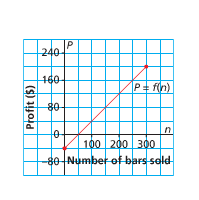 P
240
160
P = f(n)
Profit ($)
80
0
n
100 200 300
–80
Number of bars sold